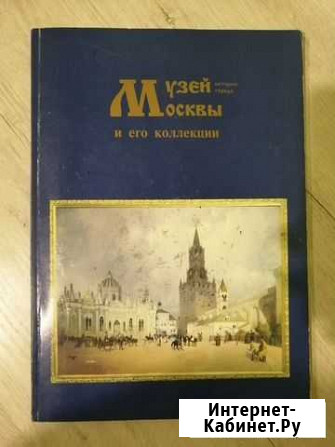 Музей истории города
Москвы
и его коллекции
Интернет-
Кабинет.Ру